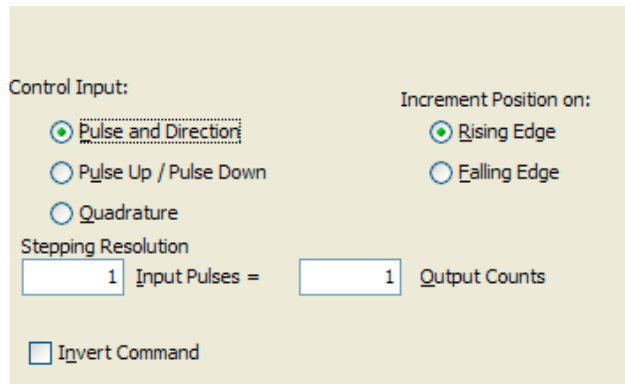 Control Input:
Increment Position on:
Pulse and Direction
Rising Edge
Pulse Up / Pulse Down
Falling Edge
Quadrature
Stepping Resolution
1 Input Pulses = 1 Output Counts
Invert Command